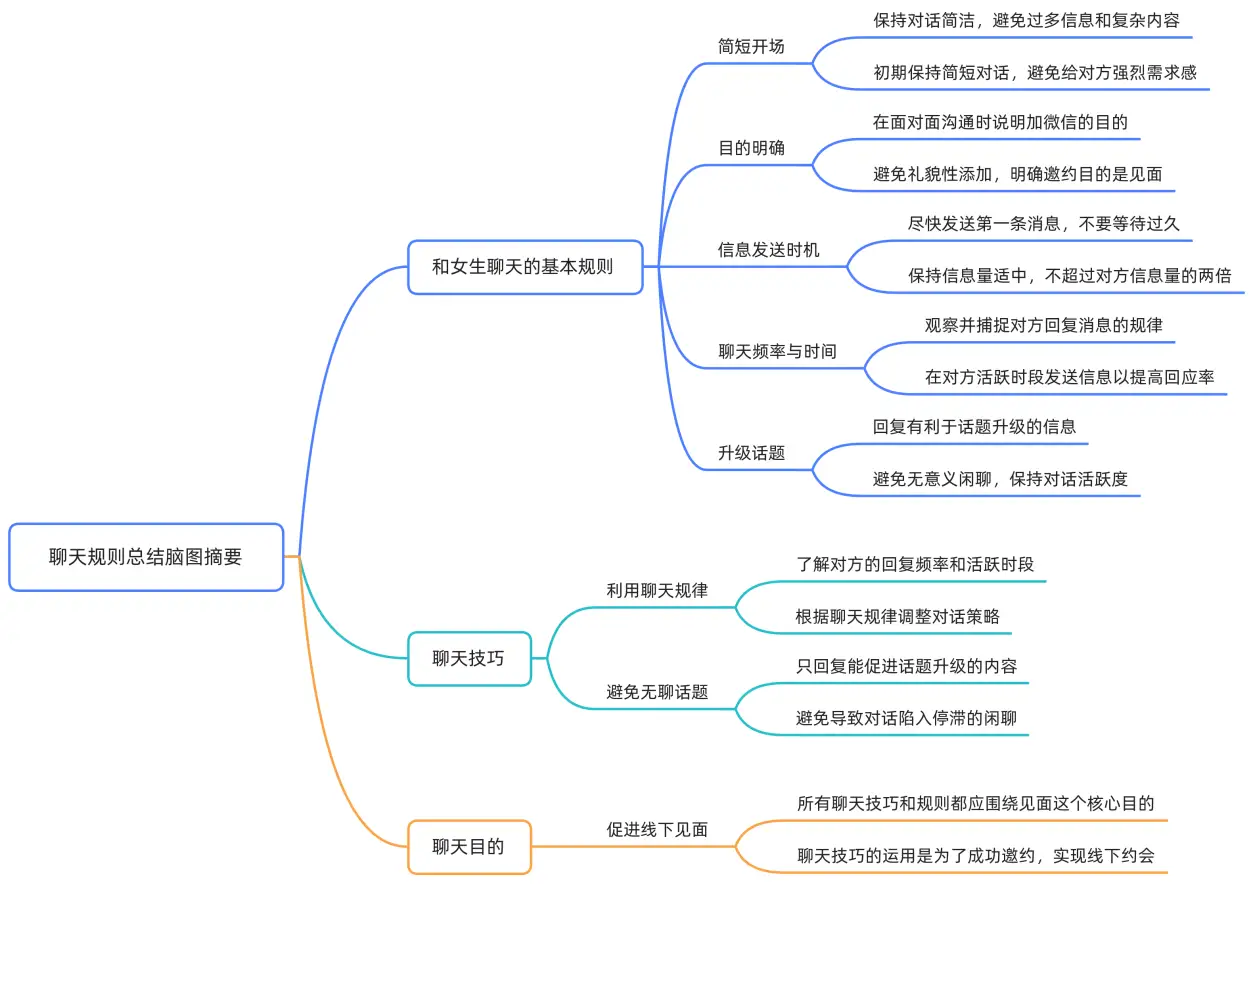 聊天规则总结脑图摘要
和女生聊天的基本规则
简短开场
保持对话简洁，避免过多信息和复杂内容
初期保持简短对话，避免给对方强烈需求感
目的明确
在面对面沟通时说明加微信的目的
避免礼貌性添加，明确邀约目的是见面
信息发送时机
尽快发送第一条消息，不要等待过久
保持信息量适中，不超过对方信息量的两倍
聊天频率与时间
观察并捕捉对方回复消息的规律
在对方活跃时段发送信息以提高回应率
升级话题
回复有利于话题升级的信息
避免无意义闲聊，保持对话活跃度
聊天技巧
利用聊天规律
了解对方的回复频率和活跃时段
根据聊天规律调整对话策略
避免无聊话题
只回复能促进话题升级的内容
避免导致对话陷入停滞的闲聊
聊天目的
促进线下见面
所有聊天技巧和规则都应围绕见面这个核心目的
聊天技巧的运用是为了成功邀约，实现线下约会